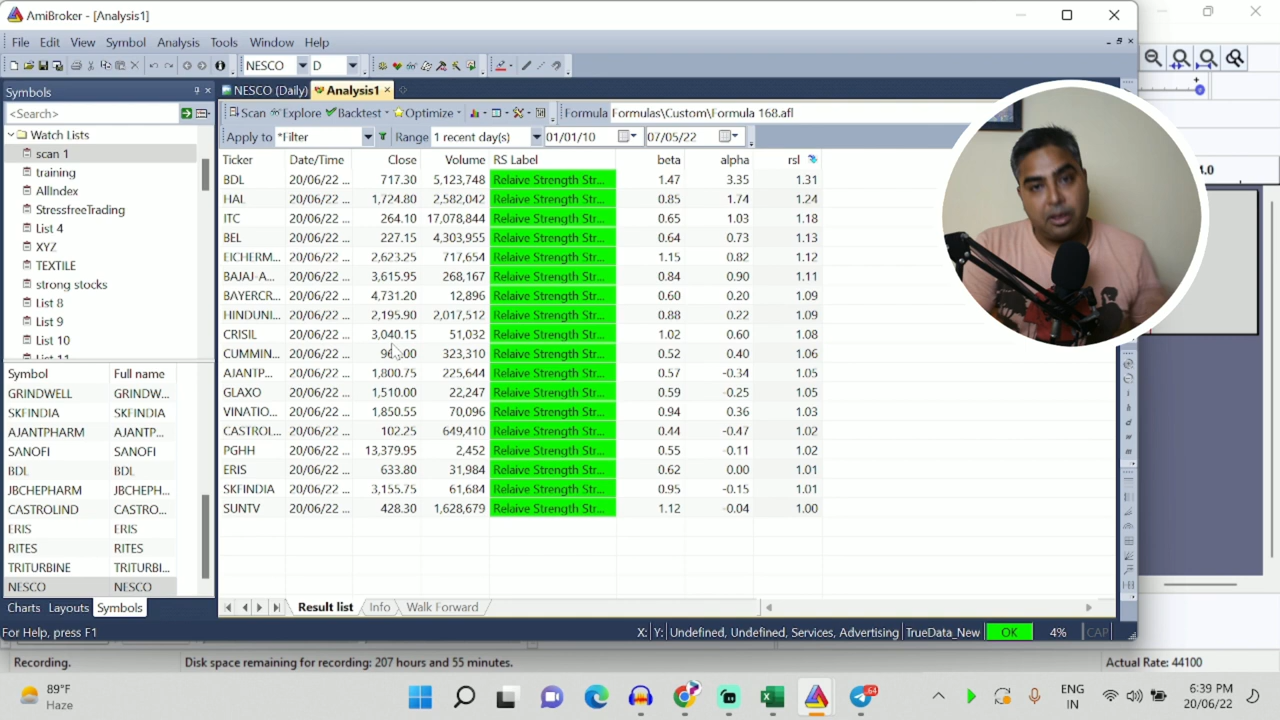 AmiBroker - [Analysis1]
File Edit View Symbol Analysis Tools Window Help
NESCO D
Symbols
NESCO (Daily) Analysis1
<Search>
Scan Explore Backtest Optimize Formula Formulas\Custom\Formula 168.afl
Watch Lists
Apply to *Filter Range 1 recent day(s) 01/01/10 07/05/22
scan 1
training
AllIndex
StressfreeTrading
List 4
XYZ
TEXTILE
strong stocks
List 8
List 9
List 10
List 11
Ticker Date/Time Close Volume RS Label beta alpha rsl
BDL 20/06/22 ... 717.30 5,123,748 Relaive Strength Str... 1.47 3.35 1.31
HAL 20/06/22 ... 1,724.80 2,582,042 Relaive Strength Str... 0.85 1.74 1.24
ITC 20/06/22 ... 264.10 17,078,844 Relaive Strength Str... 0.65 1.03 1.18
BEL 20/06/22 ... 227.15 4,303,955 Relaive Strength Str... 0.64 0.73 1.13
EICHERM... 20/06/22 ... 2,623.25 717,654 Relaive Strength Str... 1.15 0.82 1.12
BAJAJ-A... 20/06/22 ... 3,615.95 268,167 Relaive Strength Str... 0.84 0.90 1.11
BAYERCR... 20/06/22 ... 4,731.20 12,896 Relaive Strength Str... 0.60 0.20 1.09
HINDUNI... 20/06/22 ... 2,195.90 2,017,512 Relaive Strength Str... 0.88 0.22 1.09
CRISIL 20/06/22 ... 3,040.15 51,032 Relaive Strength Str... 1.02 0.60 1.08
CUMMIN... 20/06/22 ... 323,310 Relaive Strength Str... 0.52 0.40 1.06
AJANTP... 20/06/22 ... 1,800.75 225,644 Relaive Strength Str... 0.57 -0.34 1.05
GLAXO 20/06/22 ... 1,510.00 22,247 Relaive Strength Str... 0.59 -0.25 1.05
VINATIO... 20/06/22 ... 1,850.55 70,096 Relaive Strength Str... 0.94 0.36 1.03
CASTROL... 20/06/22 ... 102.25 649,410 Relaive Strength Str... 0.44 -0.47 1.02
PGHH 20/06/22 ... 13,379.95 2,452 Relaive Strength Str... 0.55 -0.11 1.02
ERIS 20/06/22 ... 633.80 31,984 Relaive Strength Str... 0.62 0.00 1.01
SKFINDIA 20/06/22 ... 3,155.75 61,684 Relaive Strength Str... 0.95 -0.15 1.01
SUNTV 20/06/22 ... 428.30 1,628,679 Relaive Strength Str... 1.12 -0.04 1.00
Symbol Full name
GRINDWELL GRINDW...
SKFINDIA SKFINDIA
AJANTPHARM AJANTP...
SANOFI SANOFI
BDL BDL
JBCHEPHARM JBCHEPH...
CASTROLIND CASTRO...
ERIS ERIS
RITES RITES
TRITURBINE TRITURBI...
NESCO NESCO
Charts Layouts Symbols
Result list Info Walk Forward
For Help, press F1
X: Y: Undefined, Undefined, Services, Advertising TrueData_New OK 4% CAP
Recording. Disk space remaining for recording: 207 hours and 55 minutes. Actual Rate: 44100
89°F
Haze
64
ENG
IN
6:39 PM
20/06/22